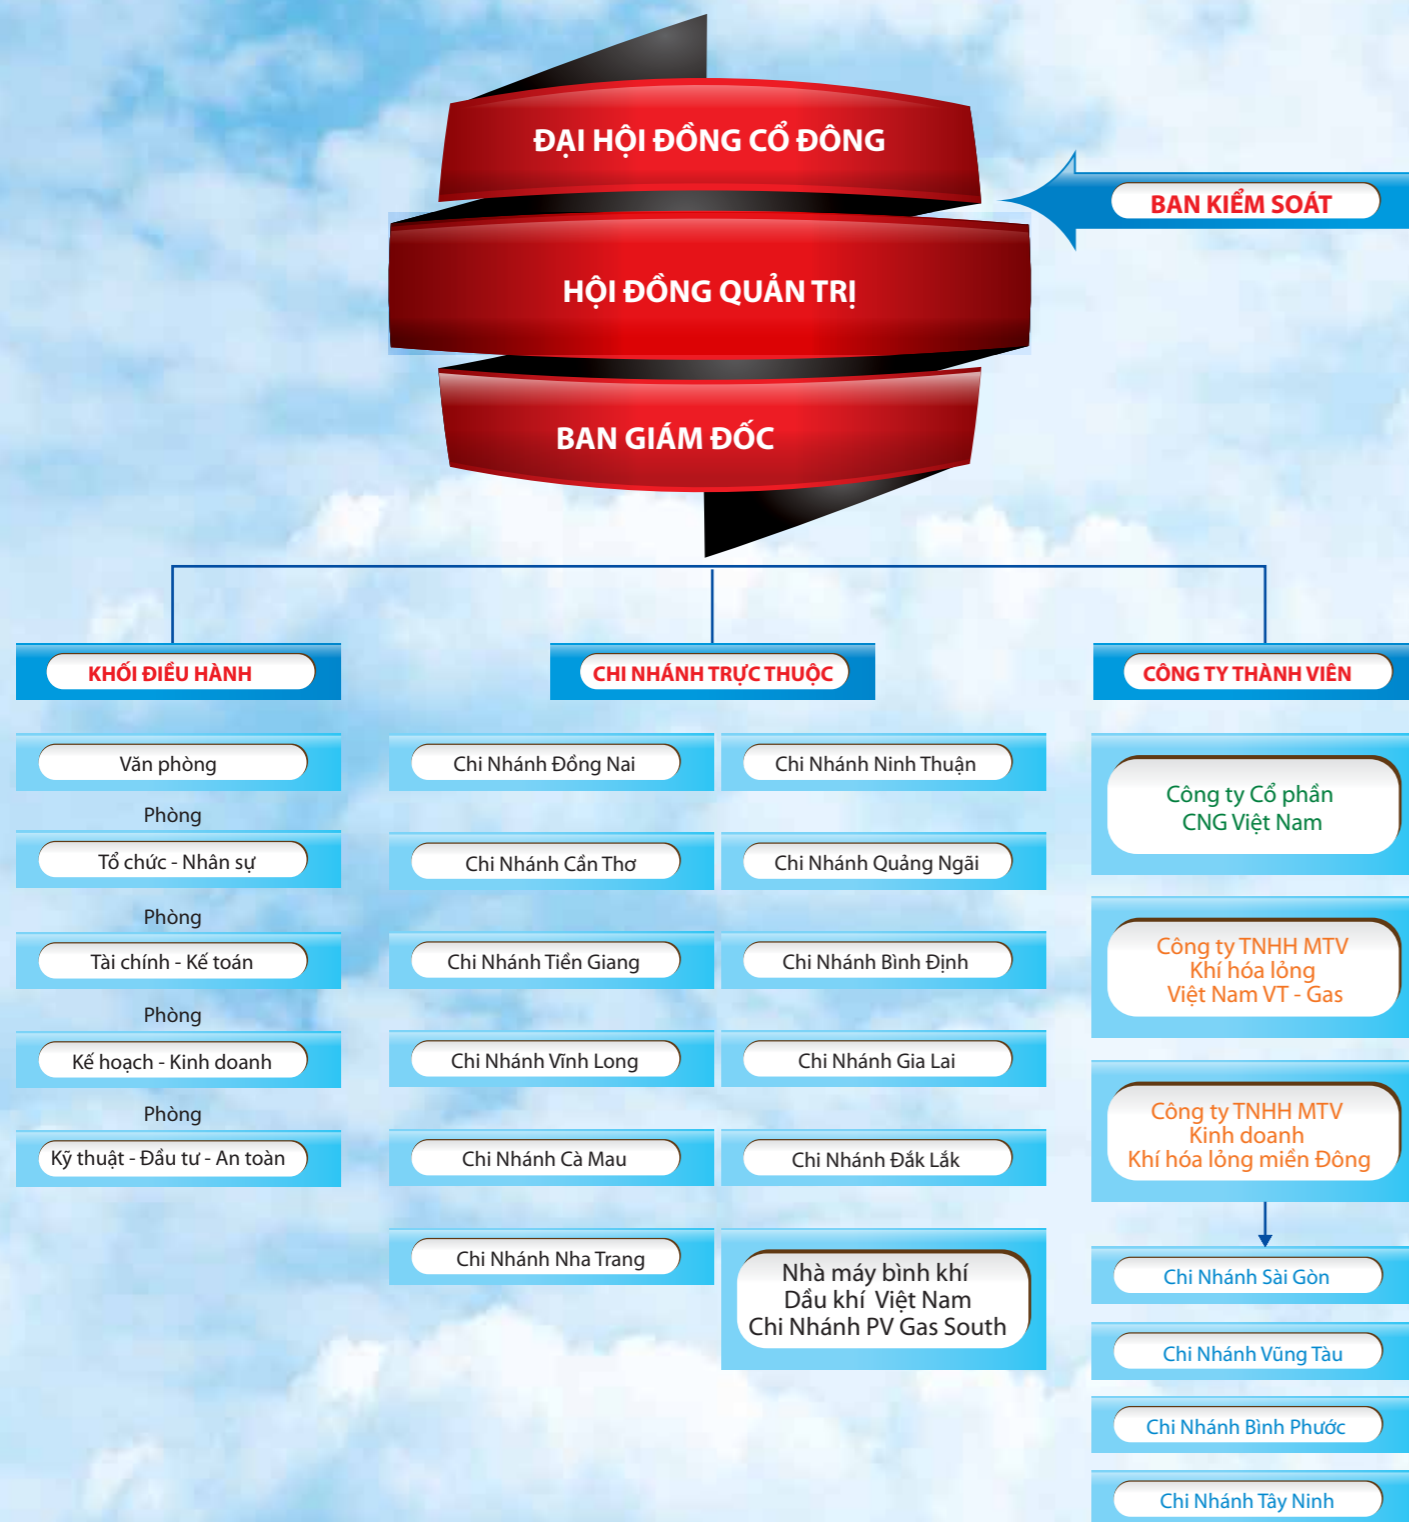 ĐẠI HỘI ĐỒNG CỔ ĐÔNG
BAN KIỂM SOÁT
HỘI ĐỒNG QUẢN TRỊ
BAN GIÁM ĐỐC
KHỐI ĐIỀU HÀNH
Văn phòng
Phòng
Tổ chức - Nhân sự
Phòng
Tài chính - Kế toán
Phòng
Kế hoạch - Kinh doanh
Phòng
Kỹ thuật - Đầu tư - An toàn
CHI NHÁNH TRỰC THUỘC
Chi Nhánh Đồng Nai
Chi Nhánh Cần Thơ
Chi Nhánh Tiền Giang
Chi Nhánh Vĩnh Long
Chi Nhánh Cà Mau
Chi Nhánh Nha Trang
Chi Nhánh Ninh Thuận
Chi Nhánh Quảng Ngãi
Chi Nhánh Bình Định
Chi Nhánh Gia Lai
Chi Nhánh Đắk Lắk
Nhà máy bình khí
Dầu khí Việt Nam
Chi Nhánh PV Gas South
CÔNG TY THÀNH VIÊN
Công ty Cổ phần
CNG Việt Nam
Công ty TNHH MTV
Khí hóa lỏng
Việt Nam VT - Gas
Công ty TNHH MTV
Kinh doanh
Khí hóa lỏng miền Đông
Chi Nhánh Sài Gòn
Chi Nhánh Vũng Tàu
Chi Nhánh Bình Phước
Chi Nhánh Tây Ninh